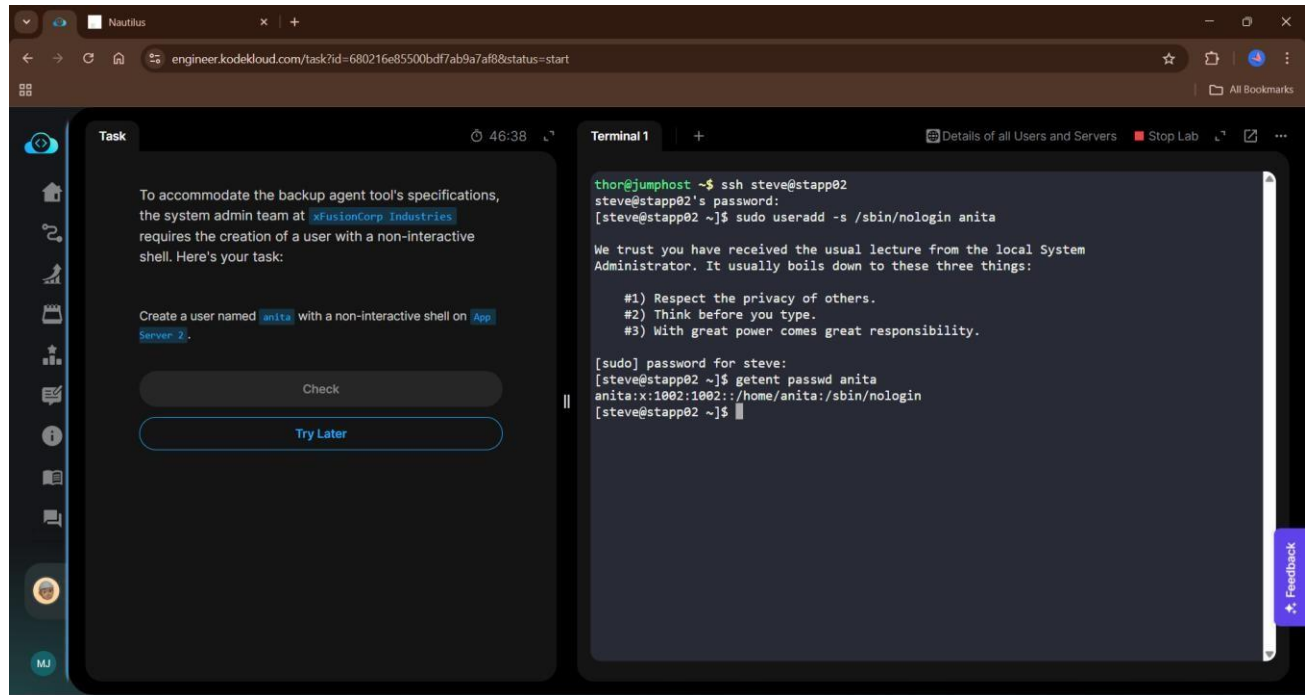 Nautilus
engineer.kodekloud.com/task?id=680216e85500bdf7ab9a7af8&status=start
All Bookmarks
Task
46:38
To accommodate the backup agent tool's specifications,
the system admin team at xFusionCorp Industries
requires the creation of a user with a non-interactive
shell. Here's your task:
Create a user named anita with a non-interactive shell on App
Server 2.
Check
Try Later
MJ
Terminal 1
Details of all Users and Servers
Stop Lab
thor@jumphost ~$ ssh steve@stapp02
steve@stapp02's password:
[steve@stapp02 ~]$ sudo useradd -s /sbin/nologin anita
We trust you have received the usual lecture from the local System
Administrator. It usually boils down to these three things:
#1) Respect the privacy of others.
#2) Think before you type.
#3) With great power comes great responsibility.
[sudo] password for steve:
[steve@stapp02 ~]$ getent passwd anita
anita:x:1002:1002::/home/anita:/sbin/nologin
[steve@stapp02 ~]$
Feedback